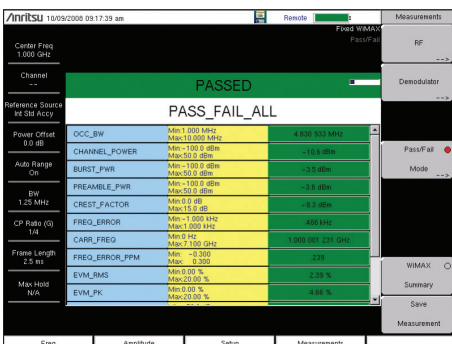 Anritsu 10/09/2008 09:17:39 am
Remote
Measurements
Fixed WiMAX
Pass/Fail
Center Freq
1.000 GHz
Channel
--
Reference Source
Int Std Accy
Power Offset
0.0 dB
Auto Range
On
BW
1.25 MHz
CP Ratio (G)
1/4
Frame Length
2.5 ms
Max Hold
N/A
PASSED
PASS_FAIL_ALL
OCC_BW Min:1.000 MHz Max:10.000 MHz 4.830 933 MHz
CHANNEL_POWER Min:-100.0 dBm Max:50.0 dBm -10.6 dBm
BURST_PWR Min:-100.0 dBm Max:50.0 dBm -3.5 dBm
PREAMBLE_PWR Min:-100.0 dBm Max:50.0 dBm -3.8 dBm
CREST_FACTOR Min:0.0 dB Max:15.0 dB
FREQ_ERROR Min:-1.000 kHz Max:1.000 kHz
CARR_FREQ Min:0 Hz Max:7.100 GHz 1.000 001 231 GHz
FREQ_ERROR_PPM Min: -0.300 Max: 0.300 .239
EVM_RMS Min:0.00 % Max:20.00 % 2.39 %
EVM_PK Min:0.00 % Max:20.00 % 4.66 %
RF
-->
Demodulator
Pass/Fail
Mode
-->
WiMAX
Summary
Save
Measurement
Freq
Amplitude
Setup
Measurements